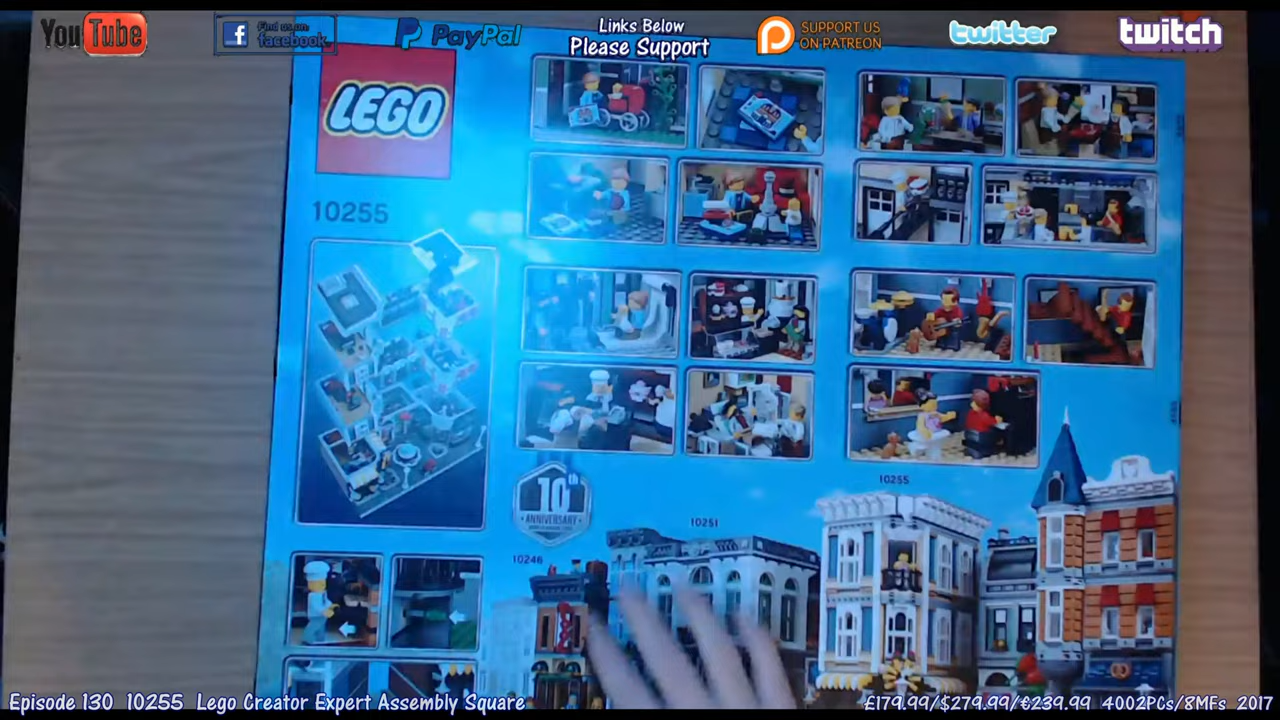 YouTube
Find us on:
facebook
PayPal
Links Below
Please Support
SUPPORT US
ON PATREON
twitter
twitch
LEGO
10255
10th
ANNIVERSARY
10246
10251
10255
Episode 130 10255 Lego Creator Expert Assembly Square
£179.99/$279.99/€239.99 4002PCs/8MFs 2017